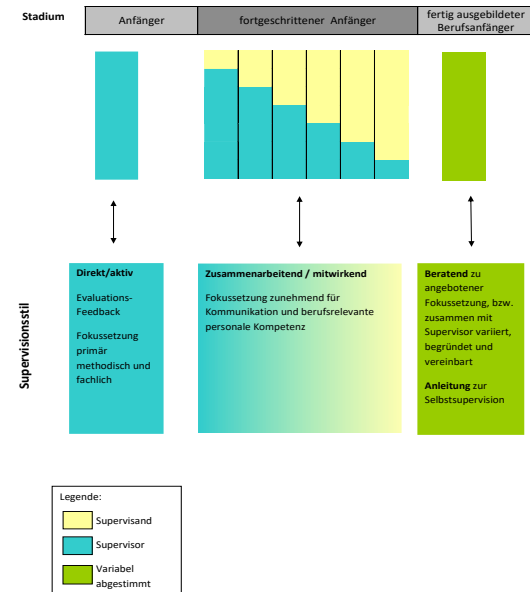 Stadium
Anfänger
fortgeschrittener Anfänger
fertig ausgebildeter
Berufsanfänger
Supervisionsstil
Direkt/aktiv
Evaluations-
Feedback
Fokussetzung
primär
methodisch und
fachlich
Zusammenarbeitend / mitwirkend
Fokussetzung zunehmend für
Kommunikation und berufsrelevante
personale Kompetenz
Beratend zu
angebotener
Fokussetzung, bzw.
zusammen mit
Supervisor variiert,
begründet und
vereinbart
Anleitung zur
Selbstsupervision
Legende:
Supervisand
Supervisor
Variabel
abgestimmt